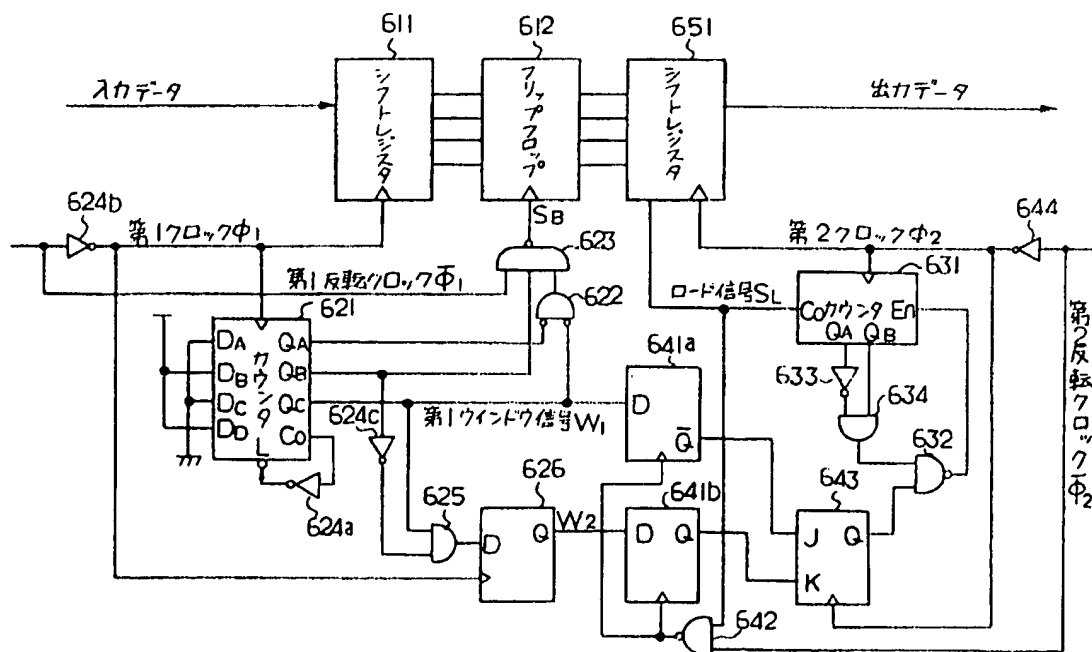 611
612
651
入力データ
シフトレジスタ
フリップフロップ
シフトレジスタ
出力データ
624b
第1クロックΦ1
SB
623
第2クロックΦ2
644
第1反転クロックΦ̄1
622
ロード信号SL
631
621
DA
DB
DC
DD
カウンタ
L
QA
QB
QC
Co
Co カウンタ En
QA QB
641a
633
634
624c
第1ウインドウ信号W1
D
Q̄
632
第2反転クロックΦ̄2
624a
625
626
D Q
W2
641b
D Q
643
J Q
K
642